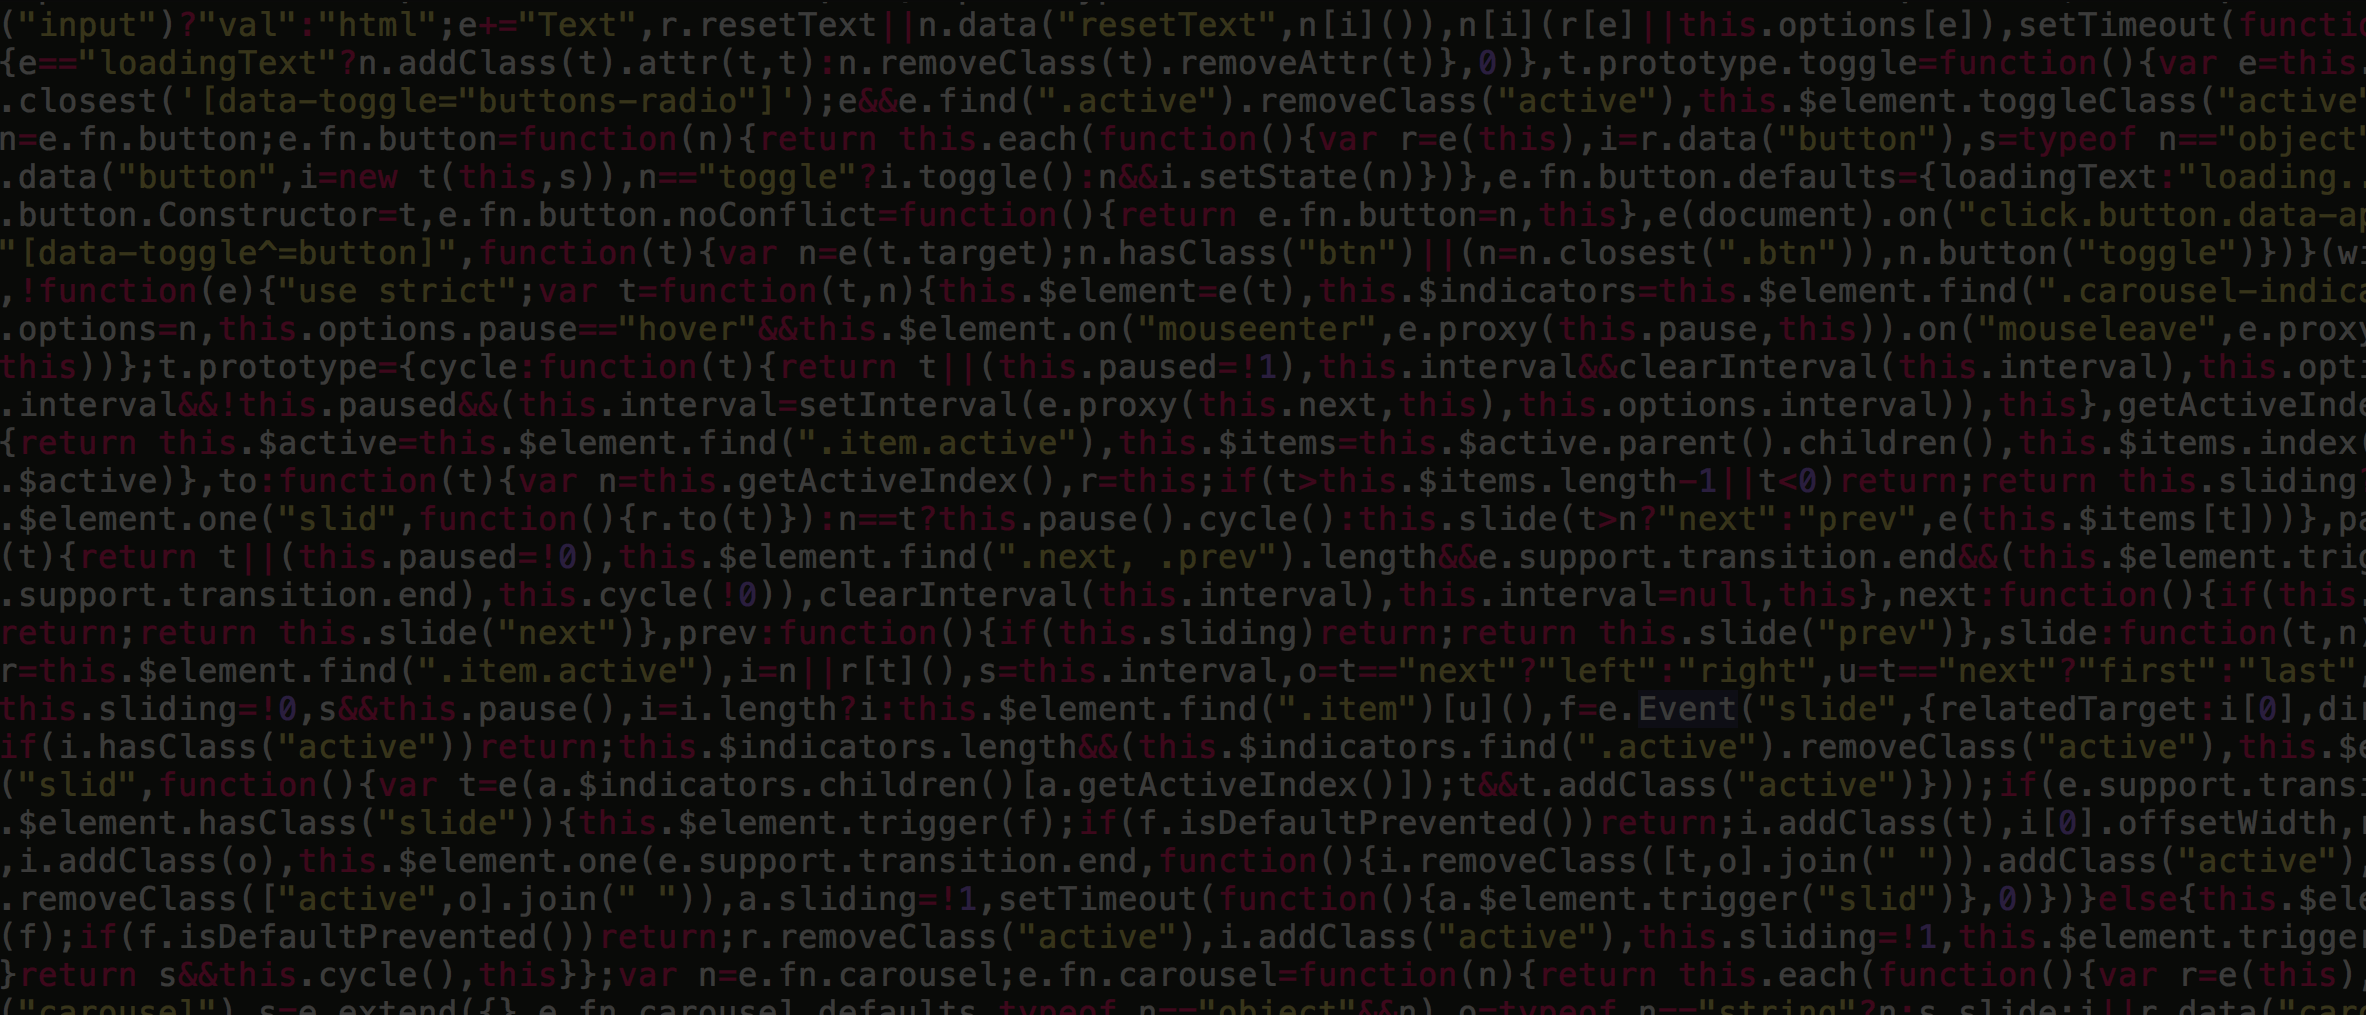 ("input")?"val":"html";e+="Text",r.resetText||n.data("resetText",n[i]()),n[i](r[e]||this.options[e]),setTimeout(functio
{e=="loadingText"?n.addClass(t).attr(t,t):n.removeClass(t).removeAttr(t)},0)},t.prototype.toggle=function(){var e=this.
.closest('[data-toggle="buttons-radio"]');e&&e.find(".active").removeClass("active"),this.$element.toggleClass("active"
n=e.fn.button;e.fn.button=function(n){return this.each(function(){var r=e(this),i=r.data("button"),s=typeof n=="object"
.data("button",i=new t(this,s)),n=="toggle"?i.toggle():n&&i.setState(n)})},e.fn.button.defaults={loadingText:"loading..
.button.Constructor=t,e.fn.button.noConflict=function(){return e.fn.button=n,this},e(document).on("click.button.data-ap
"[data-toggle^=button]",function(t){var n=e(t.target);n.hasClass("btn")||(n=n.closest(".btn")),n.button("toggle")})}(wi
,!function(e){"use strict";var t=function(t,n){this.$element=e(t),this.$indicators=this.$element.find(".carousel-indica
.options=n,this.options.pause=="hover"&&this.$element.on("mouseenter",e.proxy(this.pause,this)).on("mouseleave",e.proxy
this))};t.prototype={cycle:function(t){return t||(this.paused=!1),this.interval&&clearInterval(this.interval),this.opti
.interval&&!this.paused&&(this.interval=setInterval(e.proxy(this.next,this),this.options.interval)),this},getActiveInde
{return this.$active=this.$element.find(".item.active"),this.$items=this.$active.parent().children(),this.$items.index(
.$active)},to:function(t){var n=this.getActiveIndex(),r=this;if(t>this.$items.length-1||t<0)return;return this.sliding?
.$element.one("slid",function(){r.to(t)}):n==t?this.pause().cycle():this.slide(t>n?"next":"prev",e(this.$items[t]))},pa
(t){return t||(this.paused=!0),this.$element.find(".next, .prev").length&&e.support.transition.end&&(this.$element.trig
.support.transition.end),this.cycle(!0)),clearInterval(this.interval),this.interval=null,this},next:function(){if(this.
return;return this.slide("next")},prev:function(){if(this.sliding)return;return this.slide("prev")},slide:function(t,n)
r=this.$element.find(".item.active"),i=n||r[t](),s=this.interval,o=t=="next"?"left":"right",u=t=="next"?"first":"last",
this.sliding=!0,s&&this.pause(),i=i.length?i:this.$element.find(".item")[u](),f=e.Event("slide",{relatedTarget:i[0],dir
if(i.hasClass("active"))return;this.$indicators.length&&(this.$indicators.find(".active").removeClass("active"),this.$e
("slid",function(){var t=e(a.$indicators.children()[a.getActiveIndex()]);t&&t.addClass("active")}));if(e.support.transi
.$element.hasClass("slide")){this.$element.trigger(f);if(f.isDefaultPrevented())return;i.addClass(t),i[0].offsetWidth,r
,i.addClass(o),this.$element.one(e.support.transition.end,function(){i.removeClass([t,o].join(" ")).addClass("active"),
.removeClass(["active",o].join(" ")),a.sliding=!1,setTimeout(function(){a.$element.trigger("slid")},0)})}else{this.$ele
(f);if(f.isDefaultPrevented())return;r.removeClass("active"),i.addClass("active"),this.sliding=!1,this.$element.trigger
}return s&&this.cycle(),this}};var n=e.fn.carousel;e.fn.carousel=function(n){return this.each(function(){var r=e(this),
("carousel"),s=e.extend({},e.fn.carousel.defaults,typeof n=="object"&&n),o=typeof n=="string"?n:s.slide;i||r.data("caro